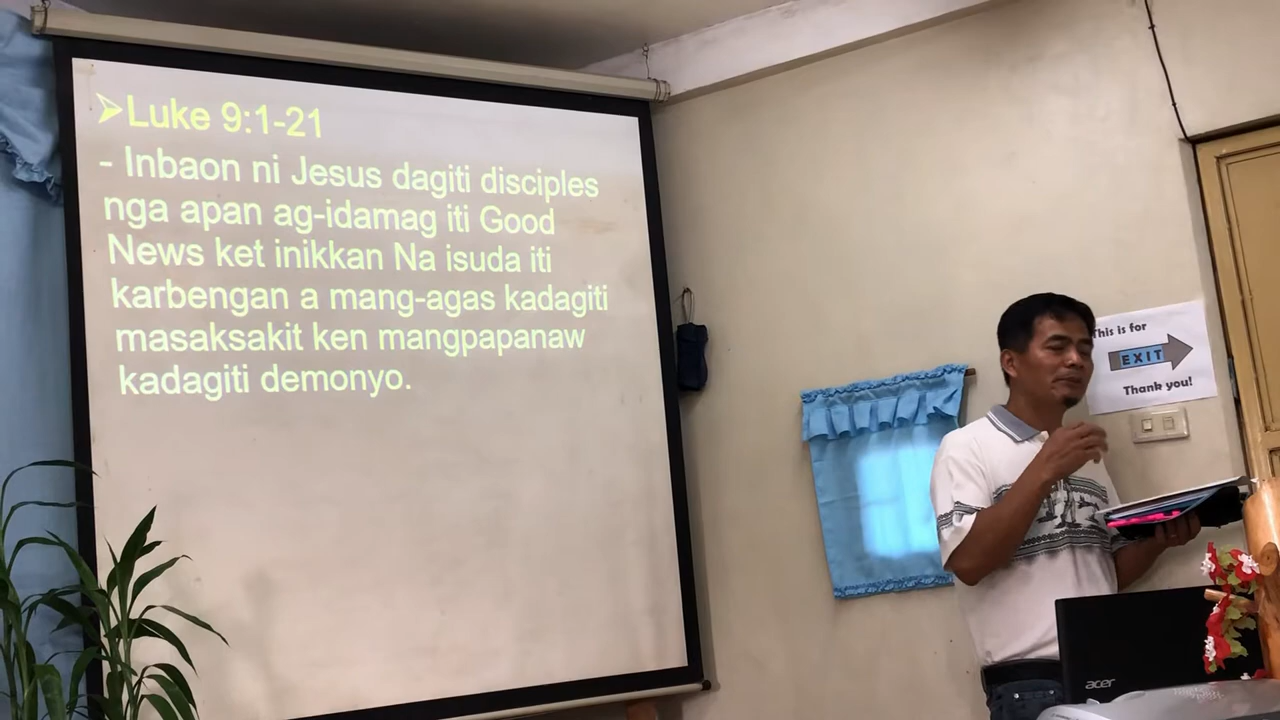 ➢Luke 9:1-21
- Inbaon ni Jesus dagiti disciples
nga apan ag-idamag iti Good
News ket inikkan Na isuda iti
karbengan a mang-agas kadagiti
masaksakit ken mangpapanaw
kadagiti demonyo.
This is for
EXIT
Thank you!
acer